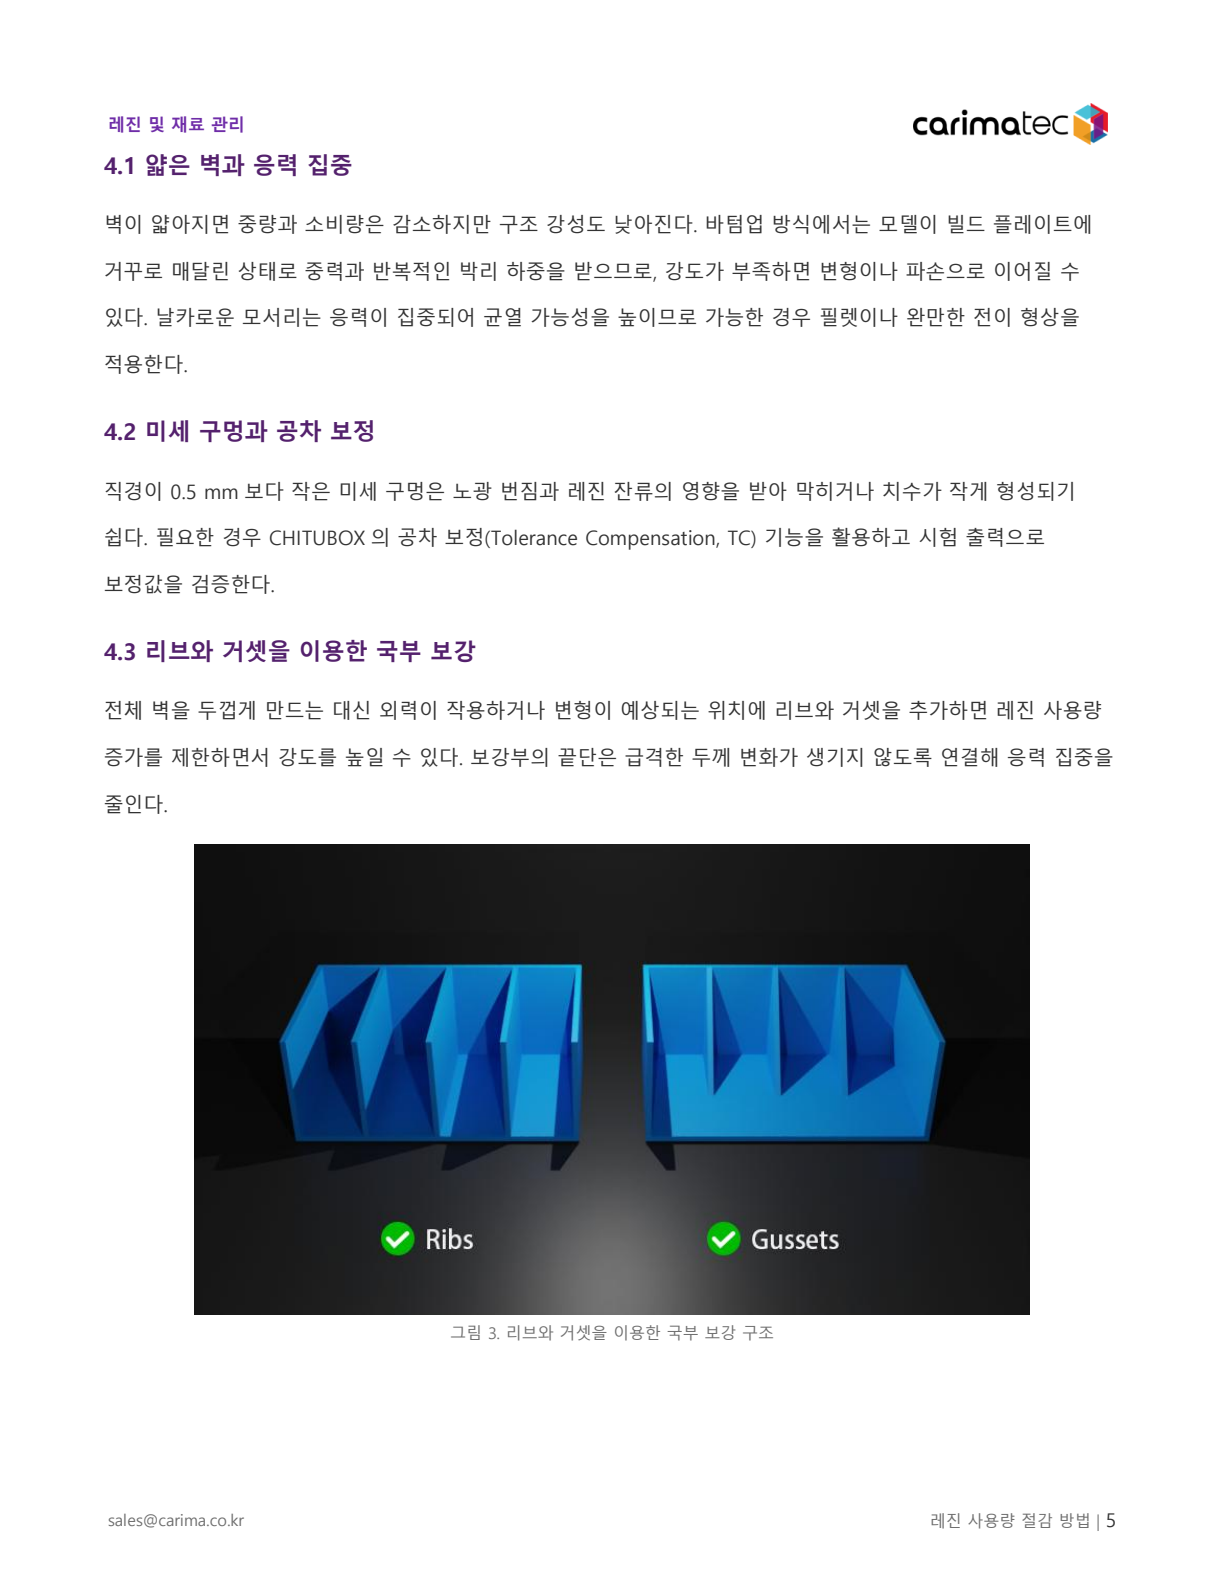 레진 및 재료 관리
carimatec
4.1 얇은 벽과 응력 집중
벽이 얇아지면 중량과 소비량은 감소하지만 구조 강성도 낮아진다. 바텀업 방식에서는 모델이 빌드 플레이트에
거꾸로 매달린 상태로 중력과 반복적인 박리 하중을 받으므로, 강도가 부족하면 변형이나 파손으로 이어질 수
있다. 날카로운 모서리는 응력이 집중되어 균열 가능성을 높이므로 가능한 경우 필렛이나 완만한 전이 형상을
적용한다.
4.2 미세 구멍과 공차 보정
직경이 0.5 mm 보다 작은 미세 구멍은 노광 번짐과 레진 잔류의 영향을 받아 막히거나 치수가 작게 형성되기
쉽다. 필요한 경우 CHITUBOX 의 공차 보정(Tolerance Compensation, TC) 기능을 활용하고 시험 출력으로
보정값을 검증한다.
4.3 리브와 거셋을 이용한 국부 보강
전체 벽을 두껍게 만드는 대신 외력이 작용하거나 변형이 예상되는 위치에 리브와 거셋을 추가하면 레진 사용량
증가를 제한하면서 강도를 높일 수 있다. 보강부의 끝단은 급격한 두께 변화가 생기지 않도록 연결해 응력 집중을
줄인다.
Ribs
Gussets
그림 3. 리브와 거셋을 이용한 국부 보강 구조
sales@carima.co.kr
레진 사용량 절감 방법 | 5